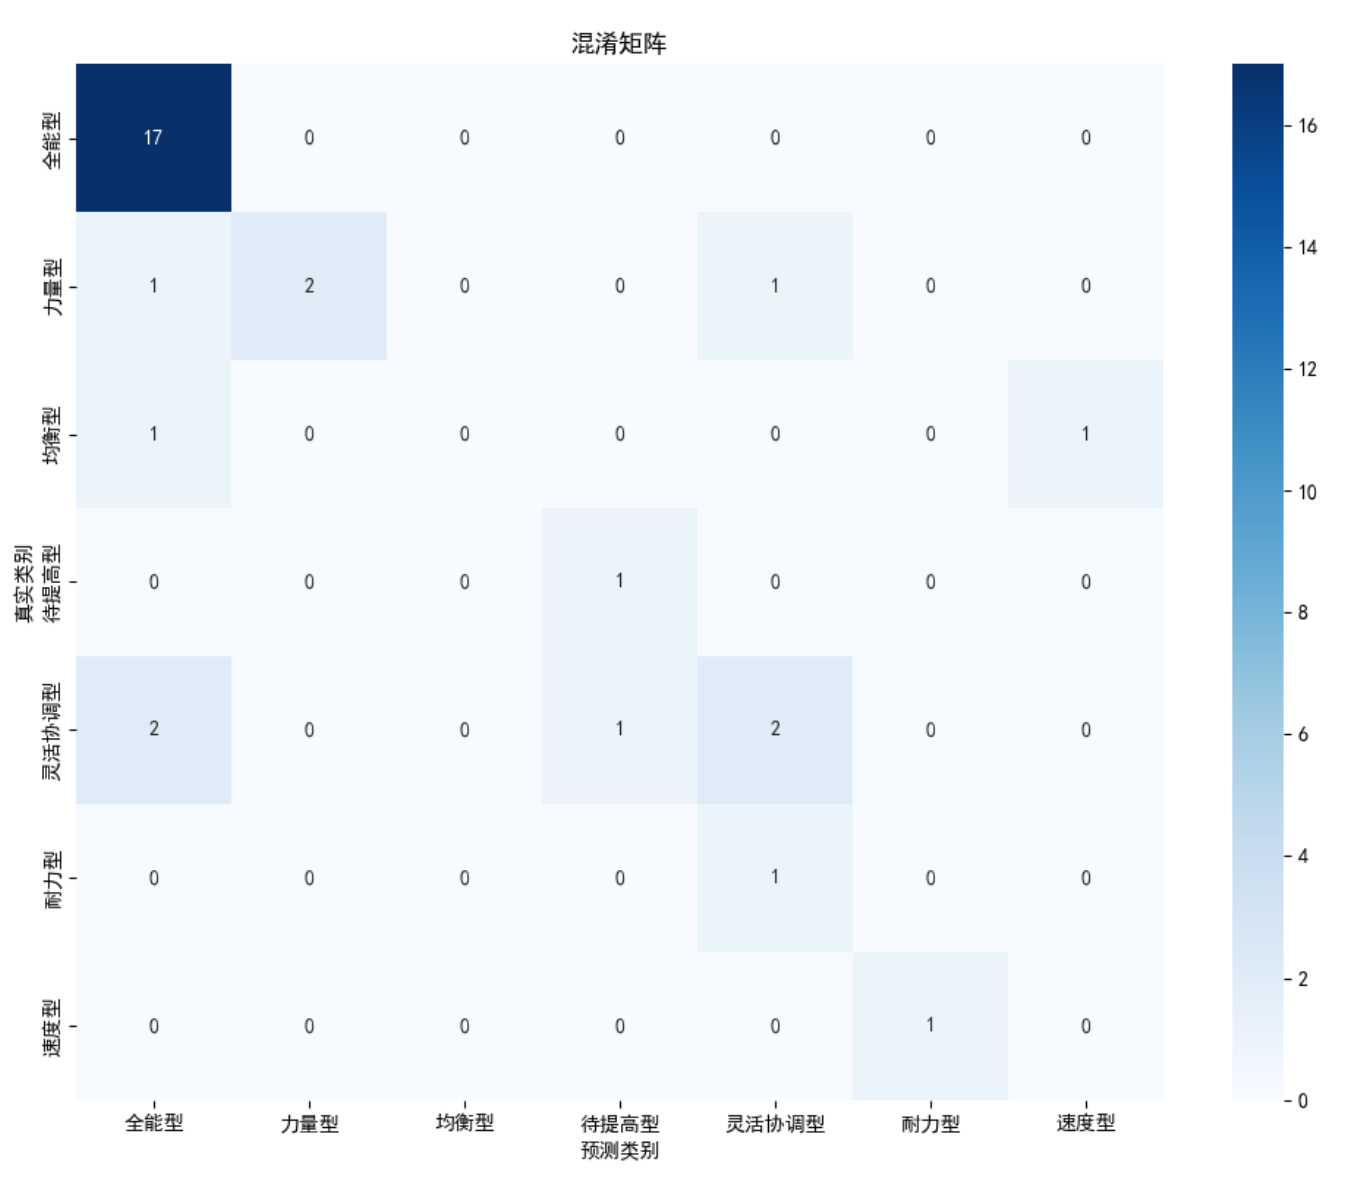 混淆矩阵
全能型 17 0 0 0 0 0 0
力量型 1 2 0 0 1 0 0
均衡型 1 0 0 0 0 0 1
真实类别
待提高型 0 0 0 1 0 0 0
灵活协调型 2 0 0 1 2 0 0
耐力型 0 0 0 0 1 0 0
速度型 0 0 0 0 0 1 0
全能型 力量型 均衡型 待提高型 灵活协调型 耐力型 速度型
预测类别
16
14
12
10
8
6
4
2
0